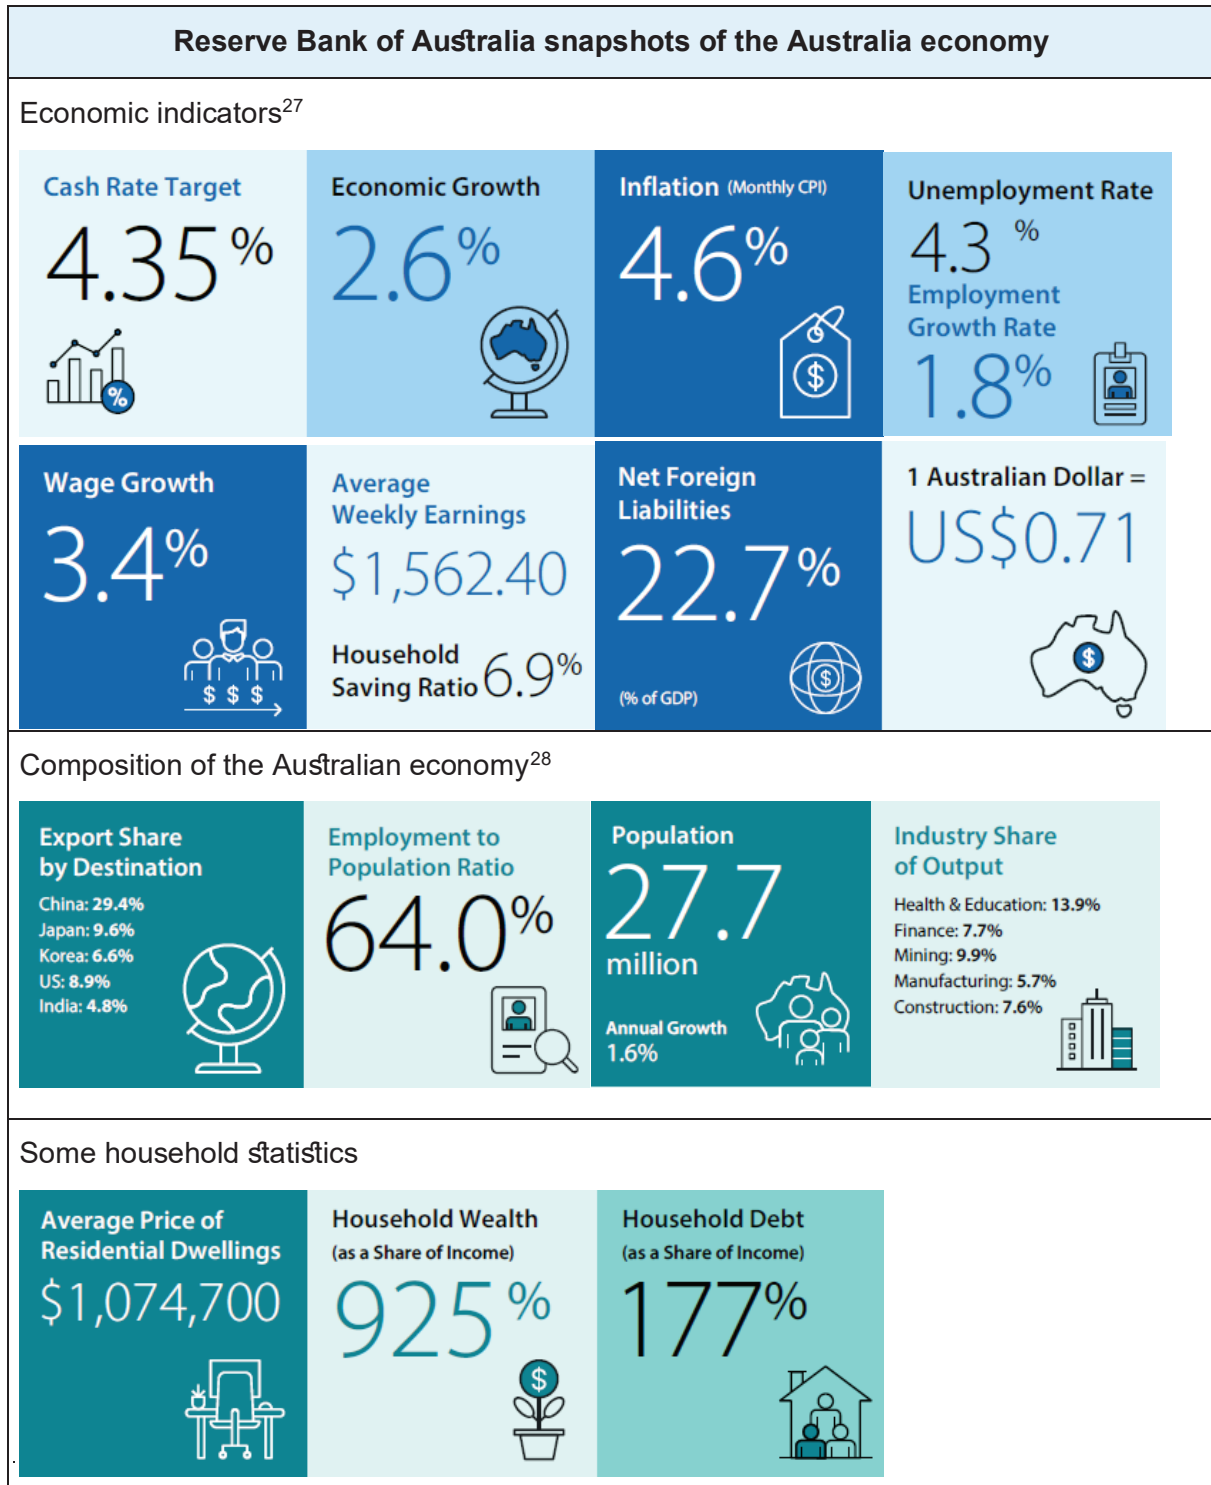 Reserve Bank of Australia snapshots of the Australia economy
Economic indicators27
Cash Rate Target
4.35%
%
Economic Growth
2.6%
Inflation (Monthly CPI)
4.6%
$
Unemployment Rate
4.3 %
Employment
Growth Rate
1.8%
Wage Growth
3.4%
$ $ $
Average
Weekly Earnings
$1,562.40
Household
Saving Ratio 6.9%
Net Foreign
Liabilities
22.7%
(% of GDP)
$
1 Australian Dollar =
US$0.71
$
Composition of the Australian economy28
Export Share
by Destination
China: 29.4%
Japan: 9.6%
Korea: 6.6%
US: 8.9%
India: 4.8%
Employment to
Population Ratio
64.0%
Population
27.7
million
Annual Growth
1.6%
Industry Share
of Output
Health & Education: 13.9%
Finance: 7.7%
Mining: 9.9%
Manufacturing: 5.7%
Construction: 7.6%
Some household statistics
Average Price of
Residential Dwellings
$1,074,700
Household Wealth
(as a Share of Income)
925%
$
Household Debt
(as a Share of Income)
177%
.